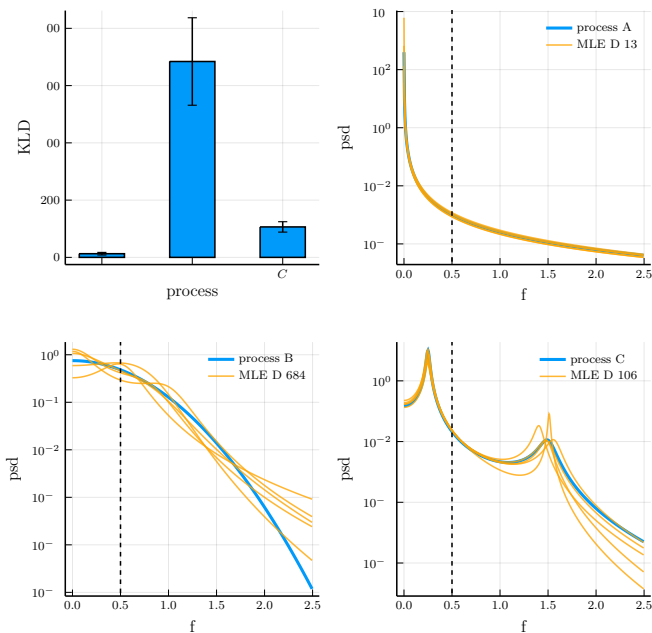 00
00
00
200
00
KLD
C
process
10
10²
10⁰
10⁻²
10⁻
psd
process A
MLE D 13
0.0 0.5 1.0 1.5 2.0 2.5
f
10⁰
10⁻¹
10⁻²
10⁻
10⁻
10⁻
psd
process B
MLE D 684
0.0 0.5 1.0 1.5 2.0 2.5
f
10⁰
10⁻²
10⁻
10⁻
psd
process C
MLE D 106
0.0 0.5 1.0 1.5 2.0 2.5
f